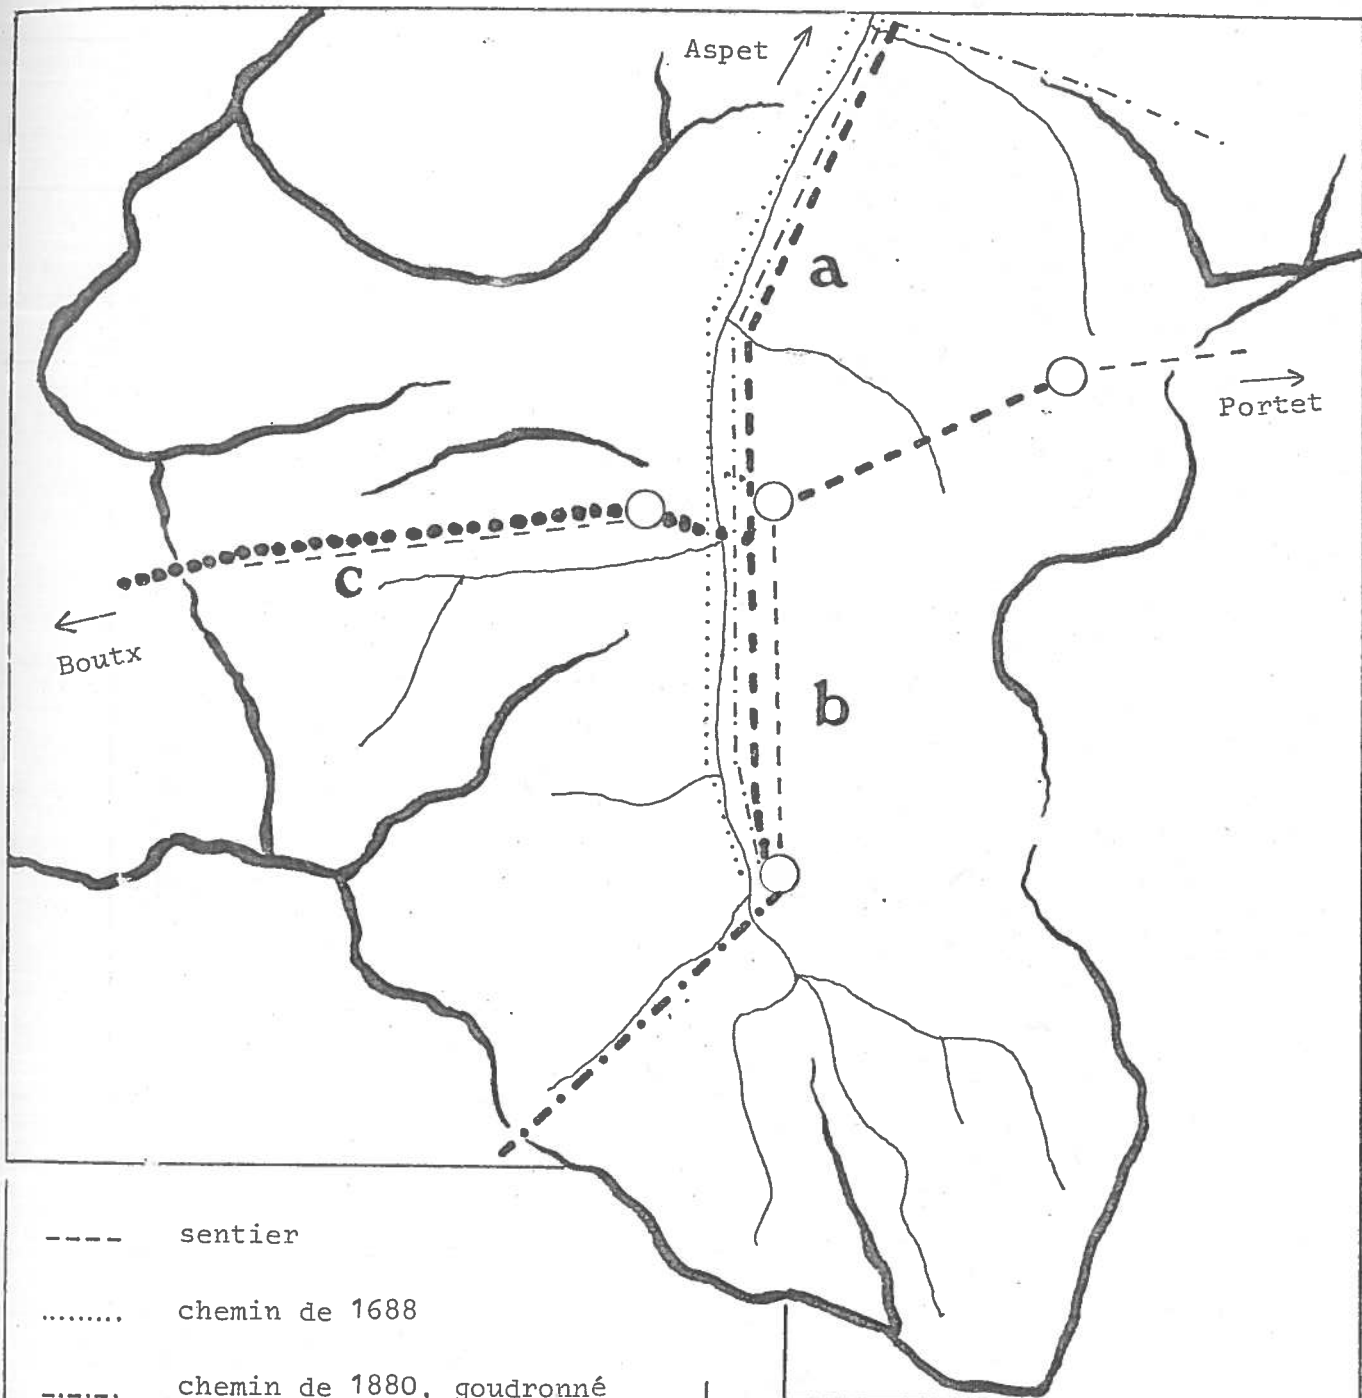 Aspet
a
Portet
c
Boutx
b
sentier
chemin de 1688
chemin de 1880, goudronné